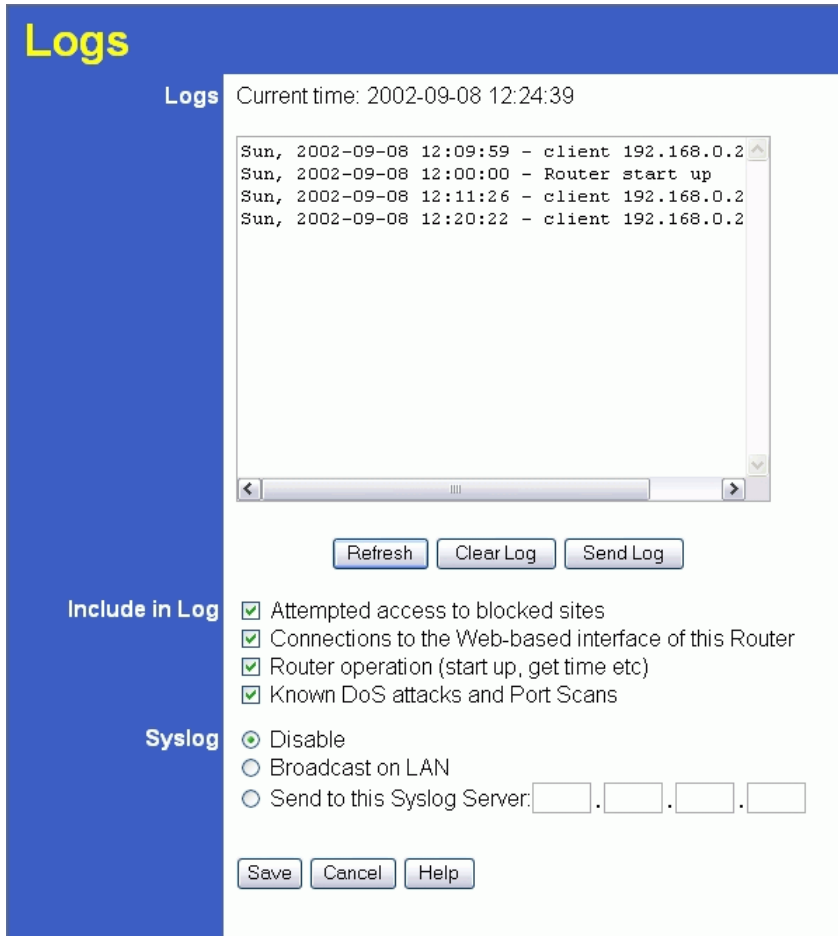 Logs
Logs Current time: 2002-09-08 12:24:39
Sun, 2002-09-08 12:09:59 - client 192.168.0.2
Sun, 2002-09-08 12:00:00 - Router start up
Sun, 2002-09-08 12:11:26 - client 192.168.0.2
Sun, 2002-09-08 12:20:22 - client 192.168.0.2
Refresh Clear Log Send Log
Include in Log Attempted access to blocked sites
Connections to the Web-based interface of this Router
Router operation (start up, get time etc)
Known DoS attacks and Port Scans
Syslog Disable
Broadcast on LAN
Send to this Syslog Server: . . .
Save Cancel Help